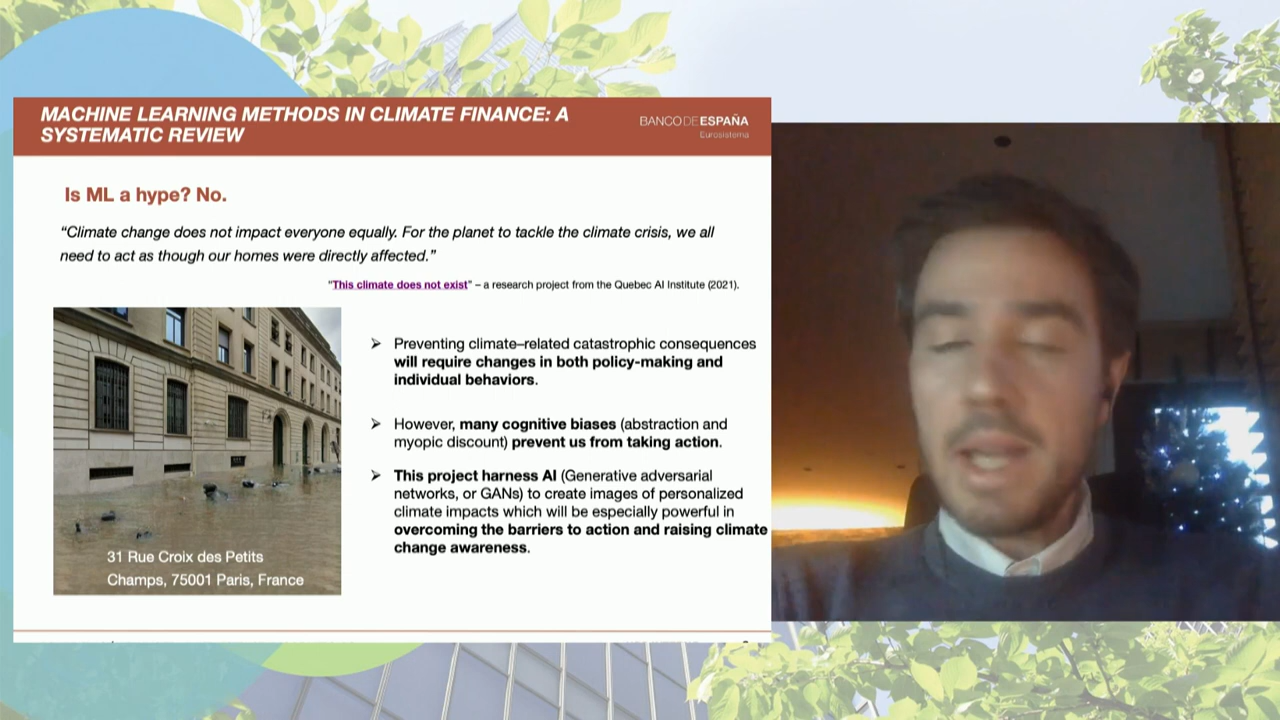 MACHINE LEARNING METHODS IN CLIMATE FINANCE: A
SYSTEMATIC REVIEW
BANCODEESPAÑA
Eurosistema
Is ML a hype? No.
“Climate change does not impact everyone equally. For the planet to tackle the climate crisis, we all
need to act as though our homes were directly affected.”
"This climate does not exist" – a research project from the Quebec AI Institute (2021).
31 Rue Croix des Petits
Champs, 75001 Paris, France
➢ Preventing climate–related catastrophic consequences
will require changes in both policy-making and
individual behaviors.
➢ However, many cognitive biases (abstraction and
myopic discount) prevent us from taking action.
➢ This project harness AI (Generative adversarial
networks, or GANs) to create images of personalized
climate impacts which will be especially powerful in
overcoming the barriers to action and raising climate
change awareness.